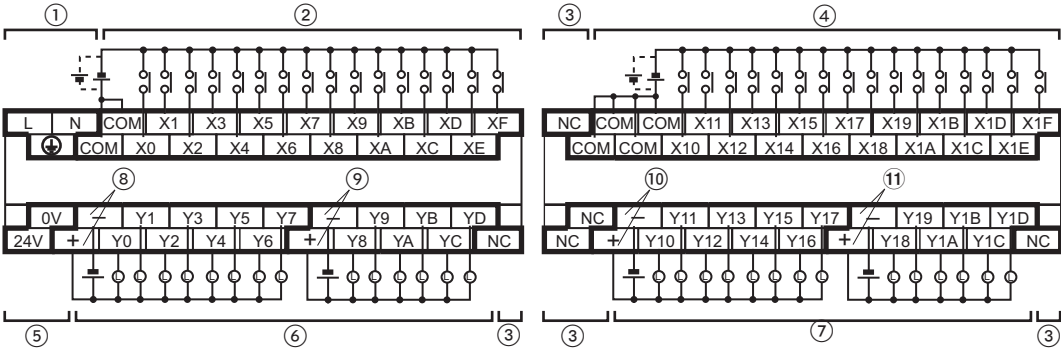 ① ② ③ ④
L N COM X1 X3 X5 X7 X9 XB XD XF NC COM COM X11 X13 X15 X17 X19 X1B X1D X1F
COM X0 X2 X4 X6 X8 XA XC XE COM COM X10 X12 X14 X16 X18 X1A X1C X1E
⑧ ⑨ ⑩ ⑪
0V − Y1 Y3 Y5 Y7 − Y9 YB YD NC − Y11 Y13 Y15 Y17 − Y19 Y1B Y1D
24V + Y0 Y2 Y4 Y6 + Y8 YA YC NC NC + Y10 Y12 Y14 Y16 + Y18 Y1A Y1C NC
L L L L L L L L L L L L L L L L L L L L L L L L L L L L
⑤ ⑥ ③ ③ ⑦ ③